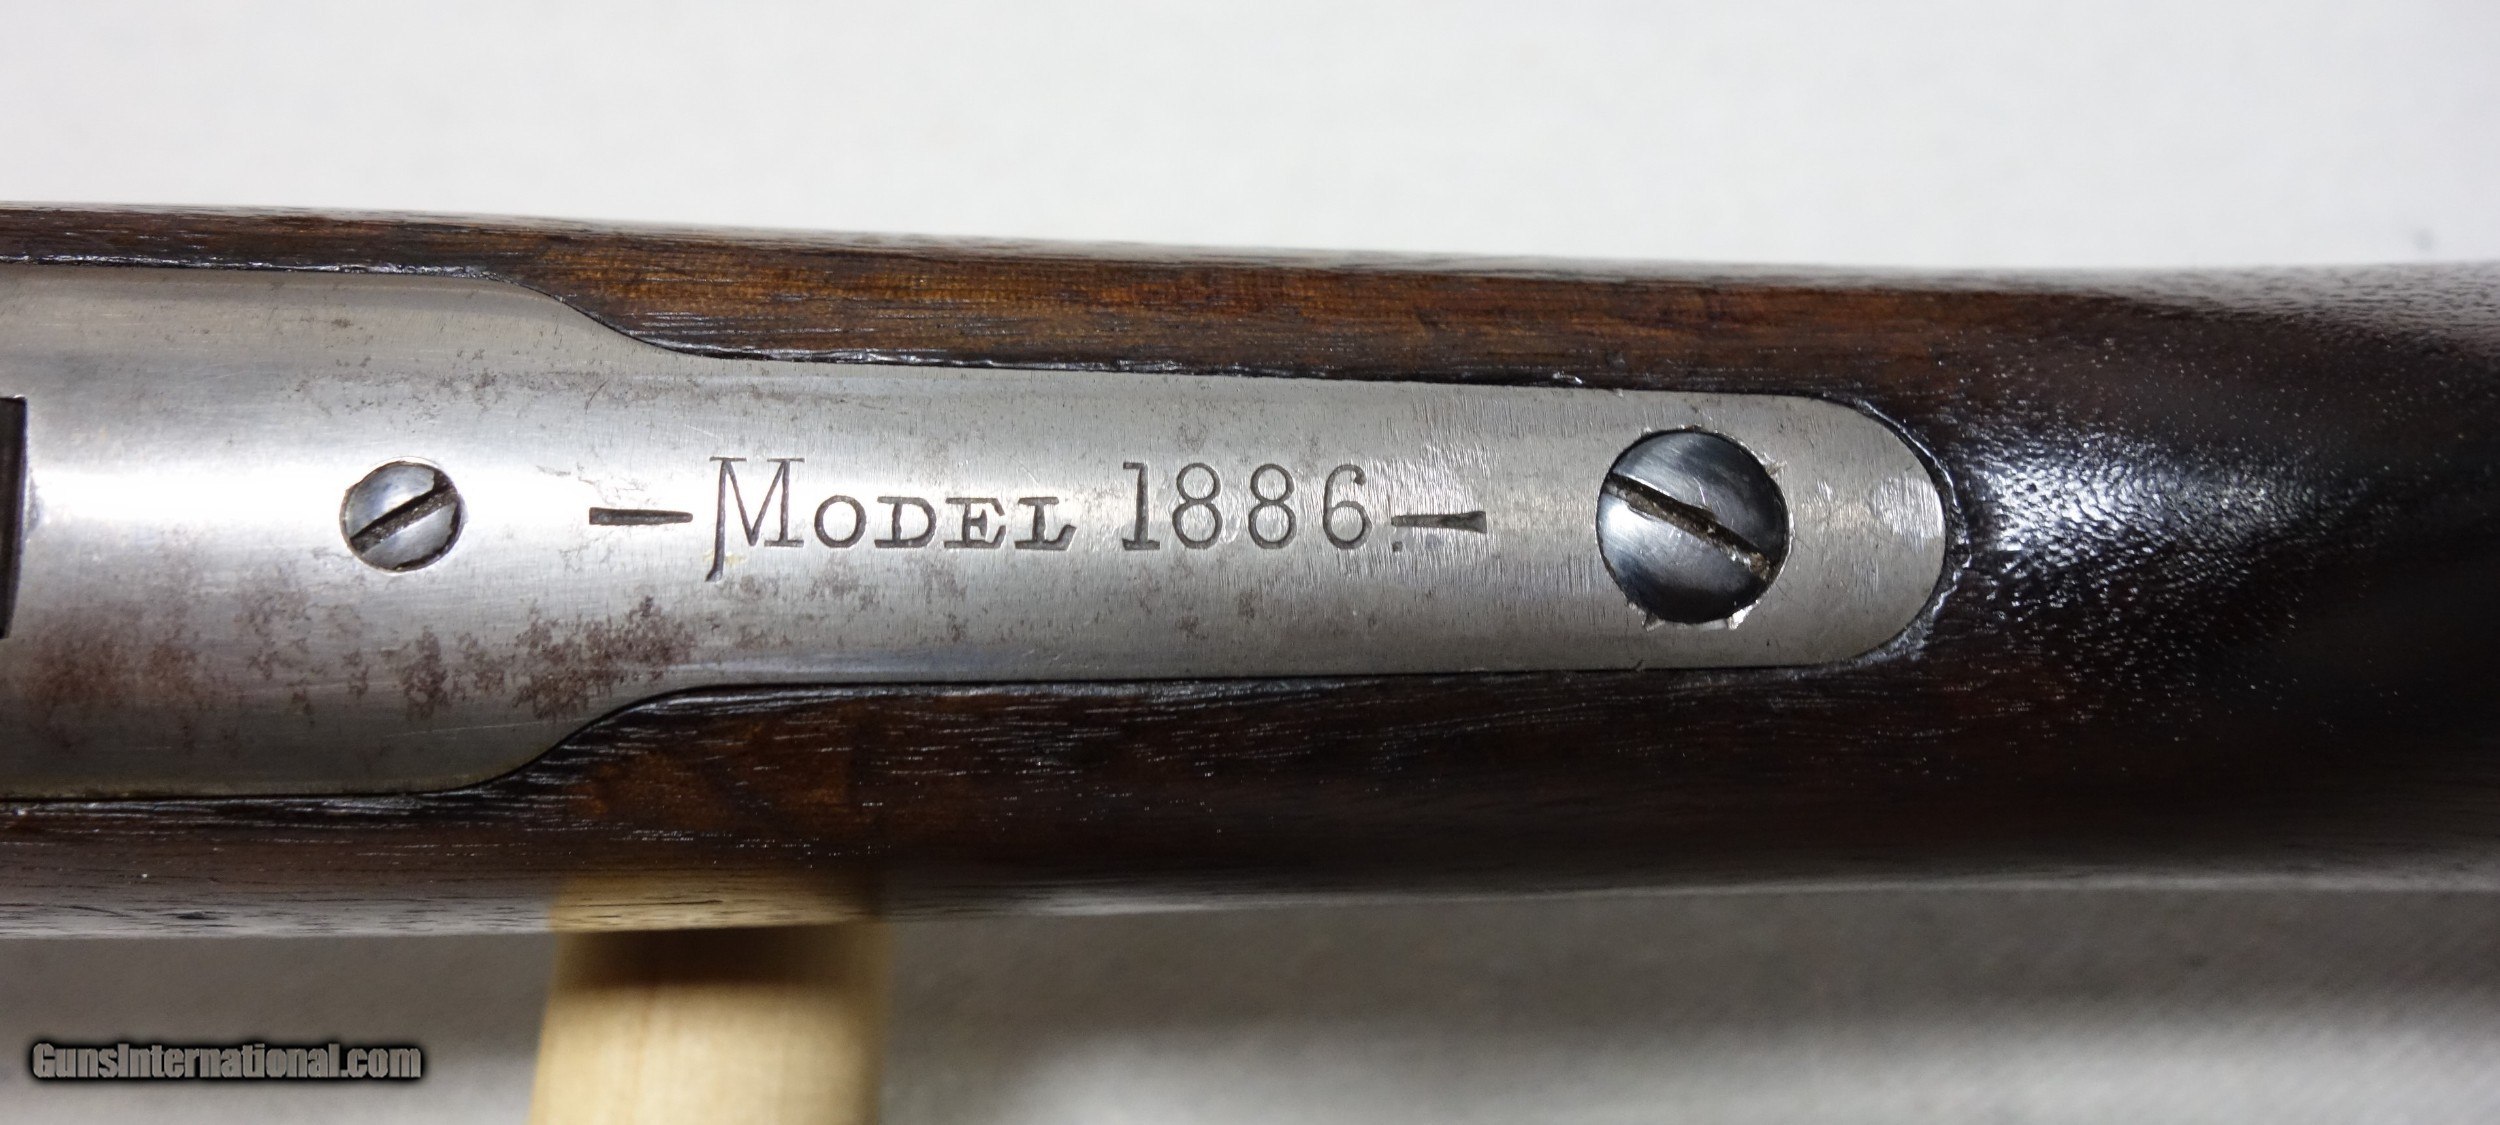 —Model 1886.—
GunsInternational.com